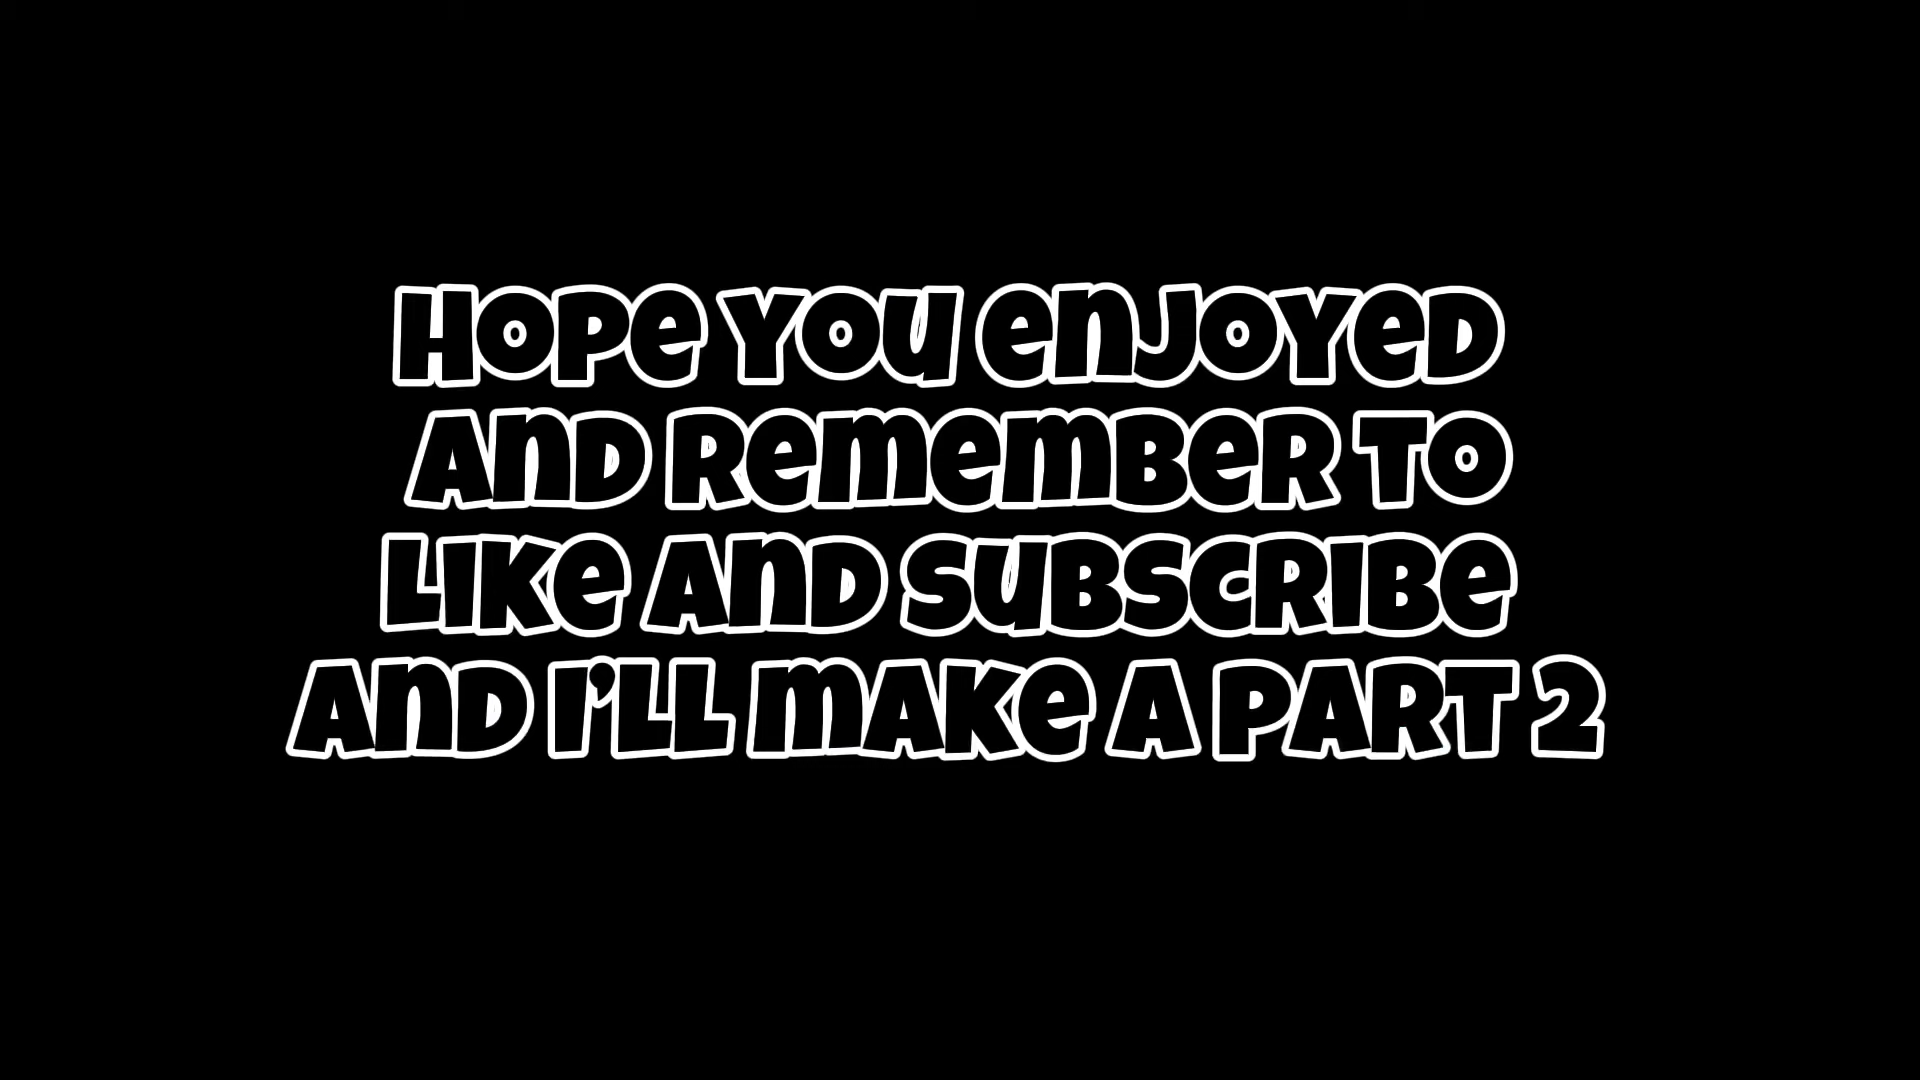 Hope you enjoyed
and remember to
like and subscribe
and I'll make a part 2